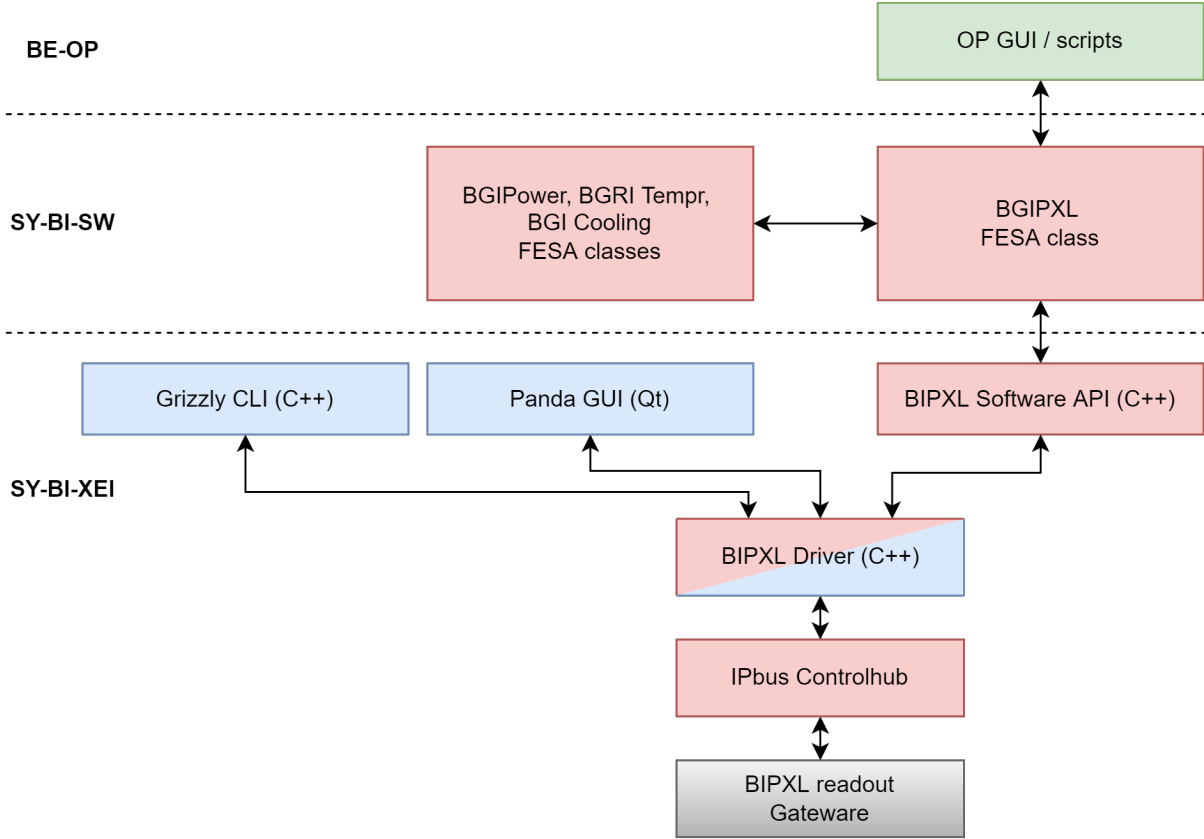 BE-OP
OP GUI / scripts
SY-BI-SW
BGIPower, BGRI Tempr,
BGI Cooling
FESA classes
BGIPXL
FESA class
Grizzly CLI (C++)
Panda GUI (Qt)
BIPXL Software API (C++)
SY-BI-XEI
BIPXL Driver (C++)
IPbus Controlhub
BIPXL readout
Gateware